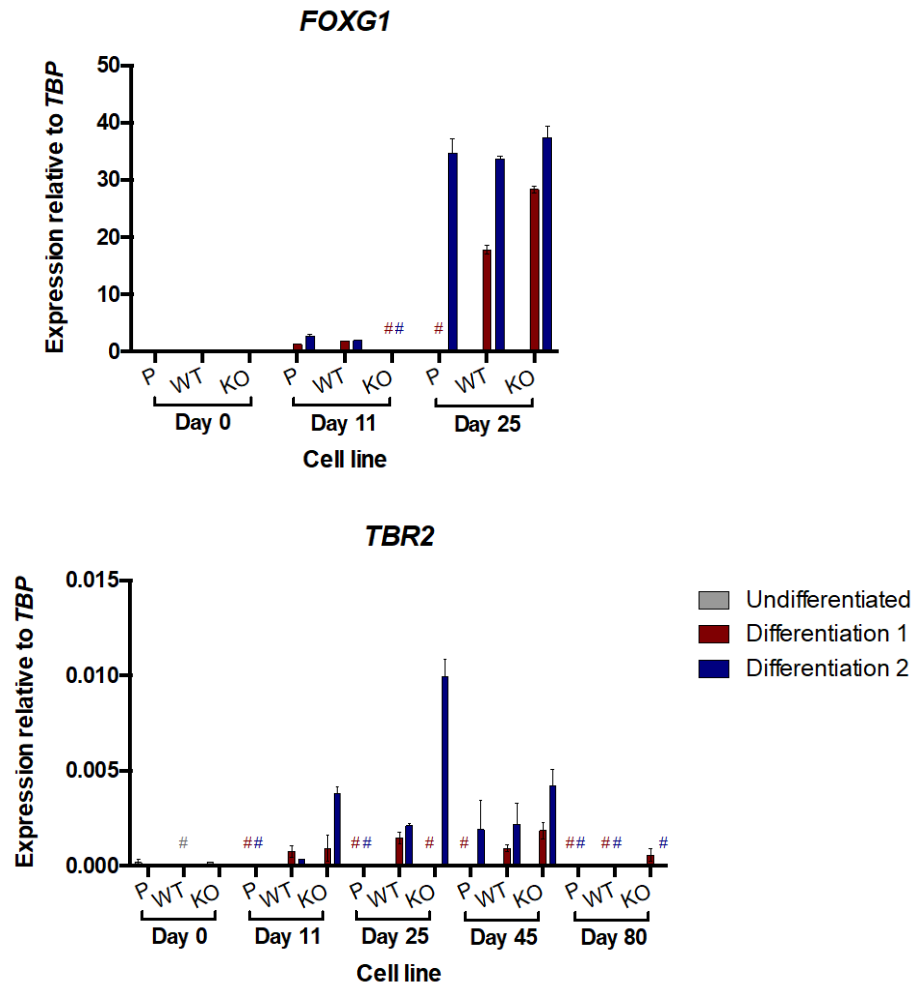 FOXG1
Expression relative to TBP
50
40
30
20
10
0
## #
P WT KO P WT KO P WT KO
Day 0 Day 11 Day 25
Cell line
TBR2
Expression relative to TBP
0.015
0.010
0.005
0.000
# ## ## # # ## ## #
P WT KO P WT KO P WT KO P WT KO P WT KO
Day 0 Day 11 Day 25 Day 45 Day 80
Cell line
Undifferentiated
Differentiation 1
Differentiation 2